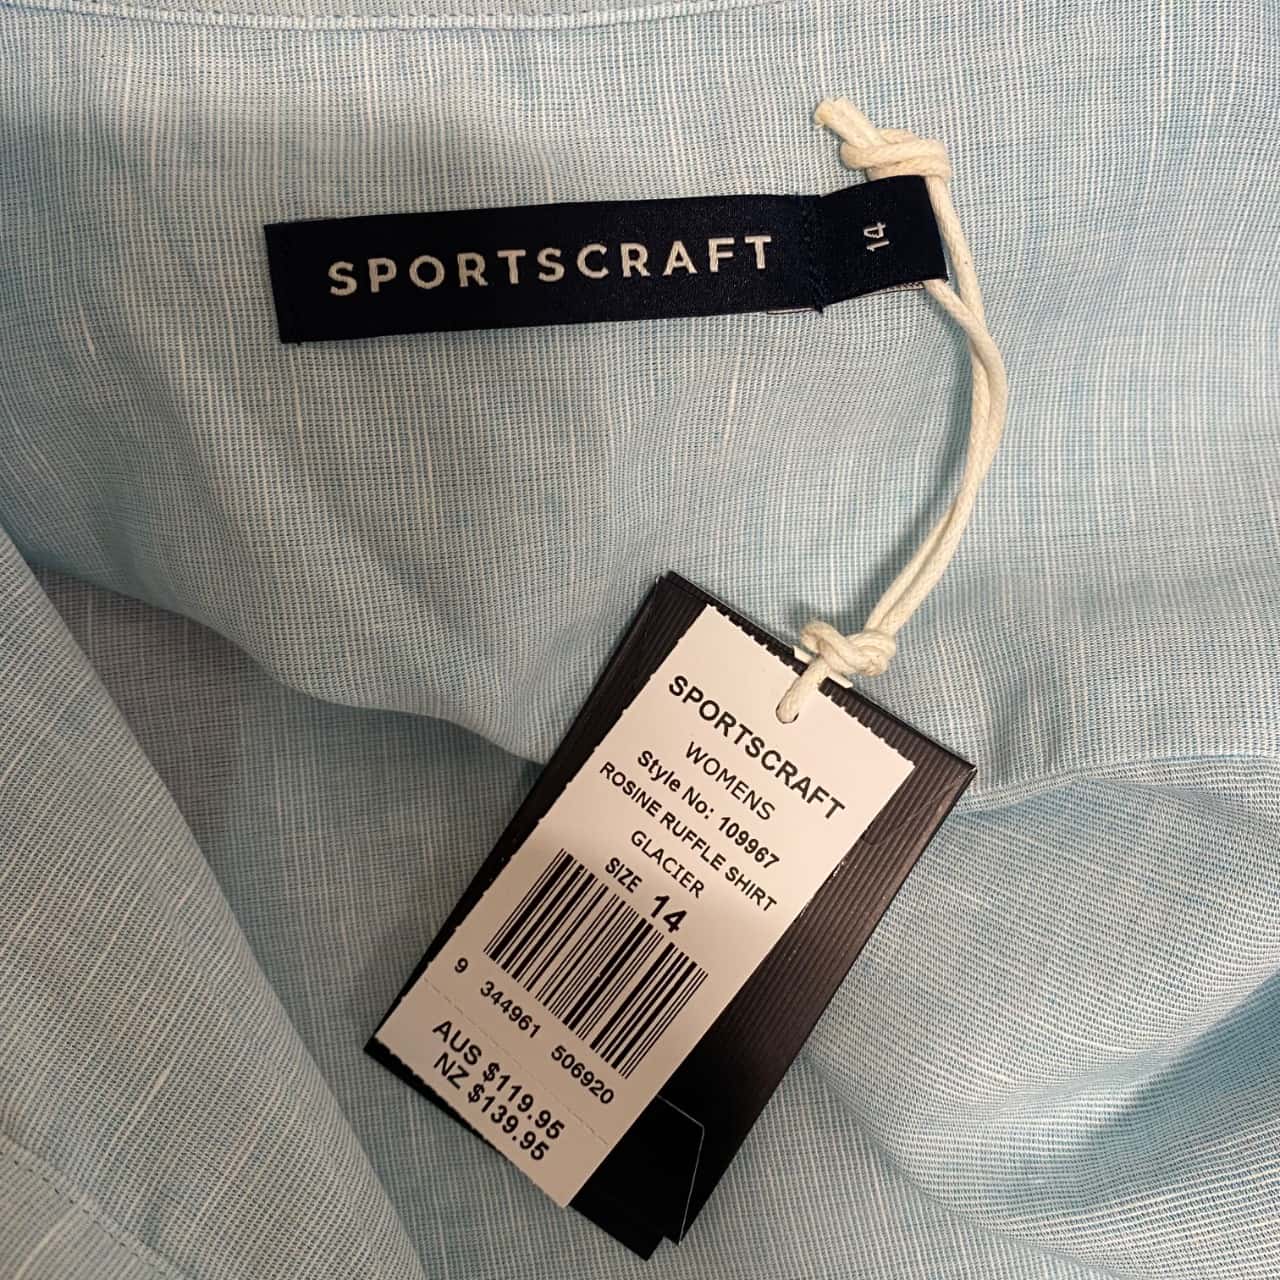 SPORTSCRAFT
14
SPORTSCRAFT
WOMENS
Style No: 109967
ROSINE RUFFLE SHIRT
GLACIER
SIZE 14
9 344961 506920
AUS $119.95
NZ $139.95